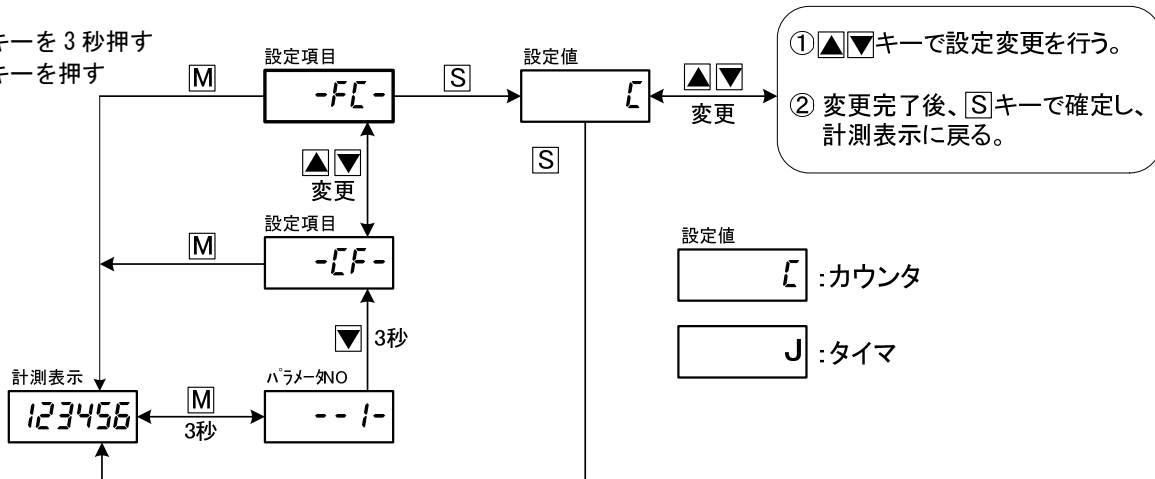 キーを3秒押す
キーを押す
設定項目
設定値
M
-FC-
S
C
▲▼
変更
①▲▼キーで設定変更を行う。
② 変更完了後、Sキーで確定し、
計測表示に戻る。
▲▼
変更
S
設定項目
M
-CF-
設定値
C :カウンタ
▼ 3秒
J :タイマ
計測表示
パラメータNO
123456
M
3秒
--1-